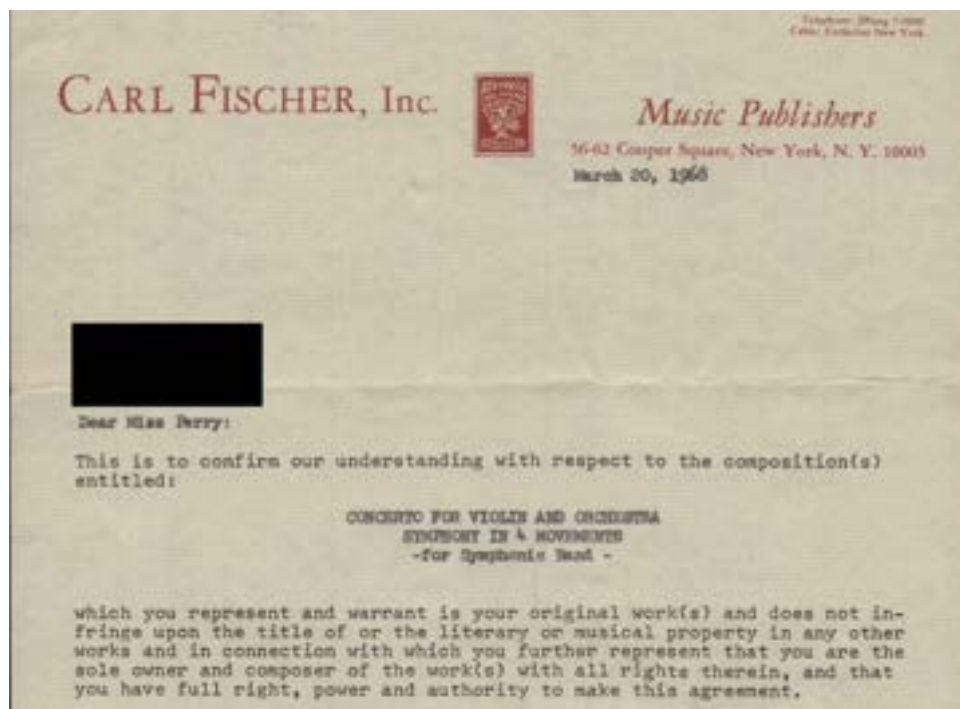 CARL FISCHER, Inc.
Music Publishers
56-62 Cooper Square, New York, N. Y. 10003
March 20, 1968
Dear Miss Perry:
This is to confirm our understanding with respect to the composition(s)
entitled:
CONCERTO FOR VIOLIN AND ORCHESTRA
SYMPHONY IN 4 MOVEMENTS
-for Symphonic Band -
which you represent and warrant is your original work(s) and does not in-
fringe upon the title of or the literary or musical property in any other
works and in connection with which you further represent that you are the
sole owner and composer of the work(s) with all rights therein, and that
you have full right, power and authority to make this agreement.